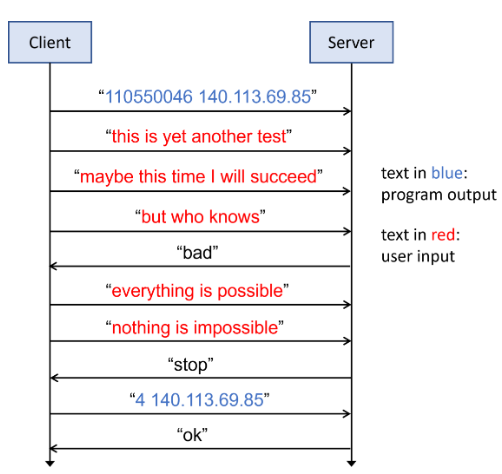 Client
Server
“110550046 140.113.69.85”
“this is yet another test”
“maybe this time I will succeed”
“but who knows”
“bad”
“everything is possible”
“nothing is impossible”
“stop”
“4 140.113.69.85”
“ok”
text in blue:
program output
text in red:
user input